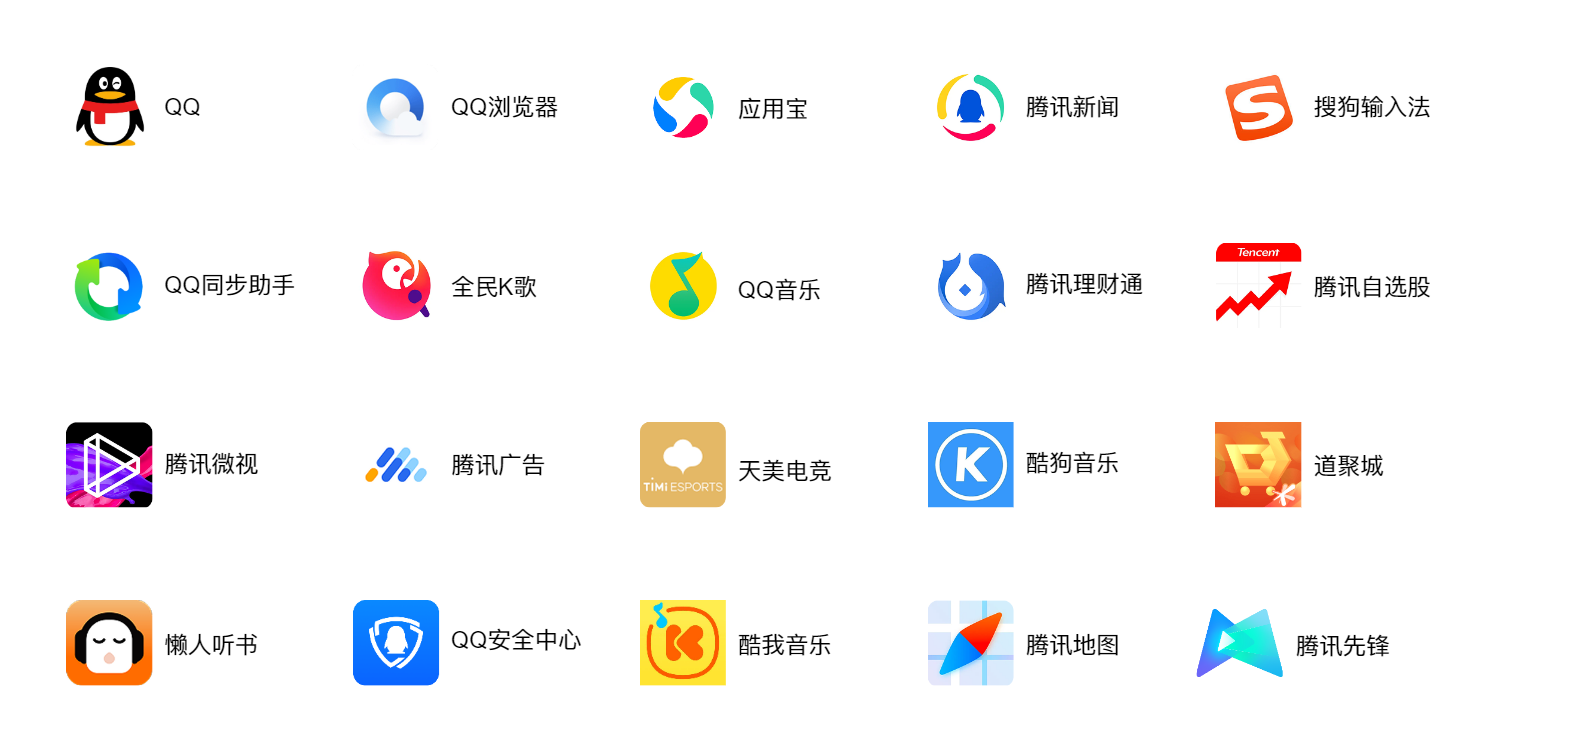 QQ
QQ浏览器
应用宝
腾讯新闻
搜狗输入法
QQ同步助手
全民K歌
QQ音乐
腾讯理财通
Tencent
腾讯自选股
腾讯微视
腾讯广告
TiMi ESPORTS
天美电竞
K
酷狗音乐
道聚城
懒人听书
QQ安全中心
酷我音乐
腾讯地图
腾讯先锋